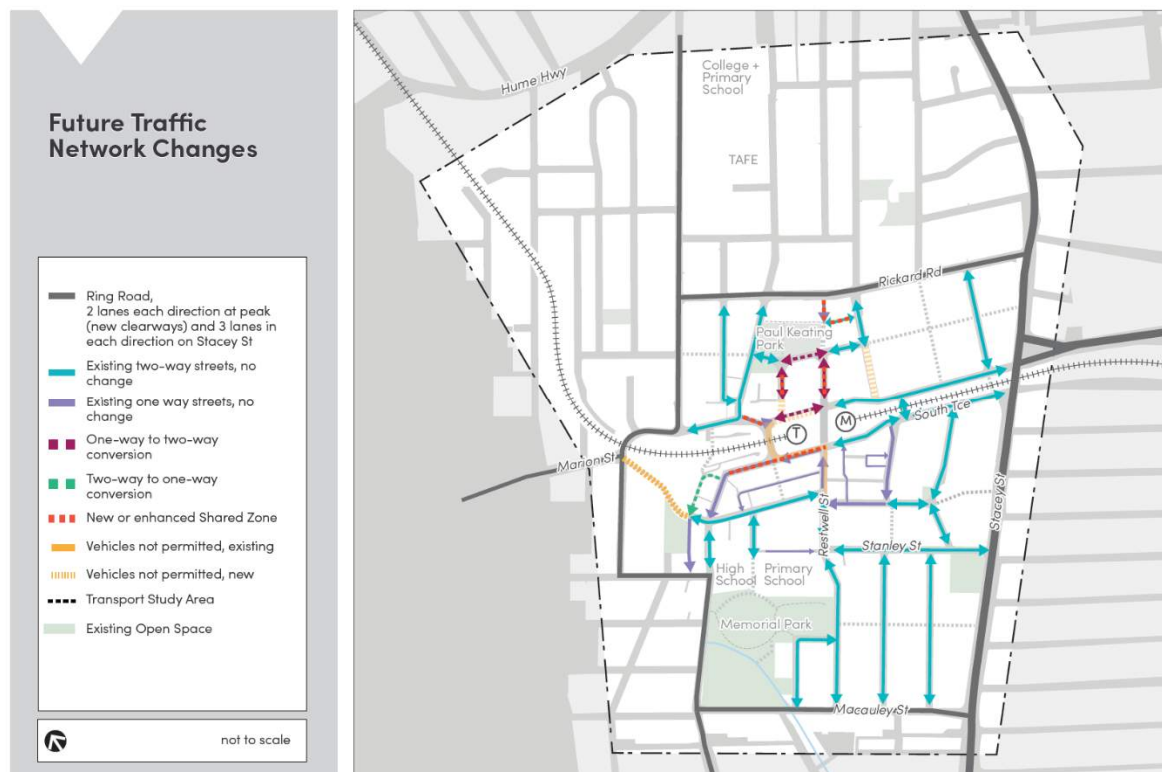 Future Traffic
Network Changes
Ring Road,
2 lanes each direction at peak
(new clearways) and 3 lanes in
each direction on Stacey St
Existing two-way streets, no
change
Existing one way streets, no
change
One-way to two-way
conversion
Two-way to one-way
conversion
New or enhanced Shared Zone
Vehicles not permitted, existing
Vehicles not permitted, new
Transport Study Area
Existing Open Space
not to scale
Hume Hwy
College +
Primary
School
TAFE
Rickard Rd
Paul Keating
Park
T
M
South Tce
Marion St
Stacey St
Restwell St
Stanley St
High
School
Primary
School
Memorial Park
Macauley St